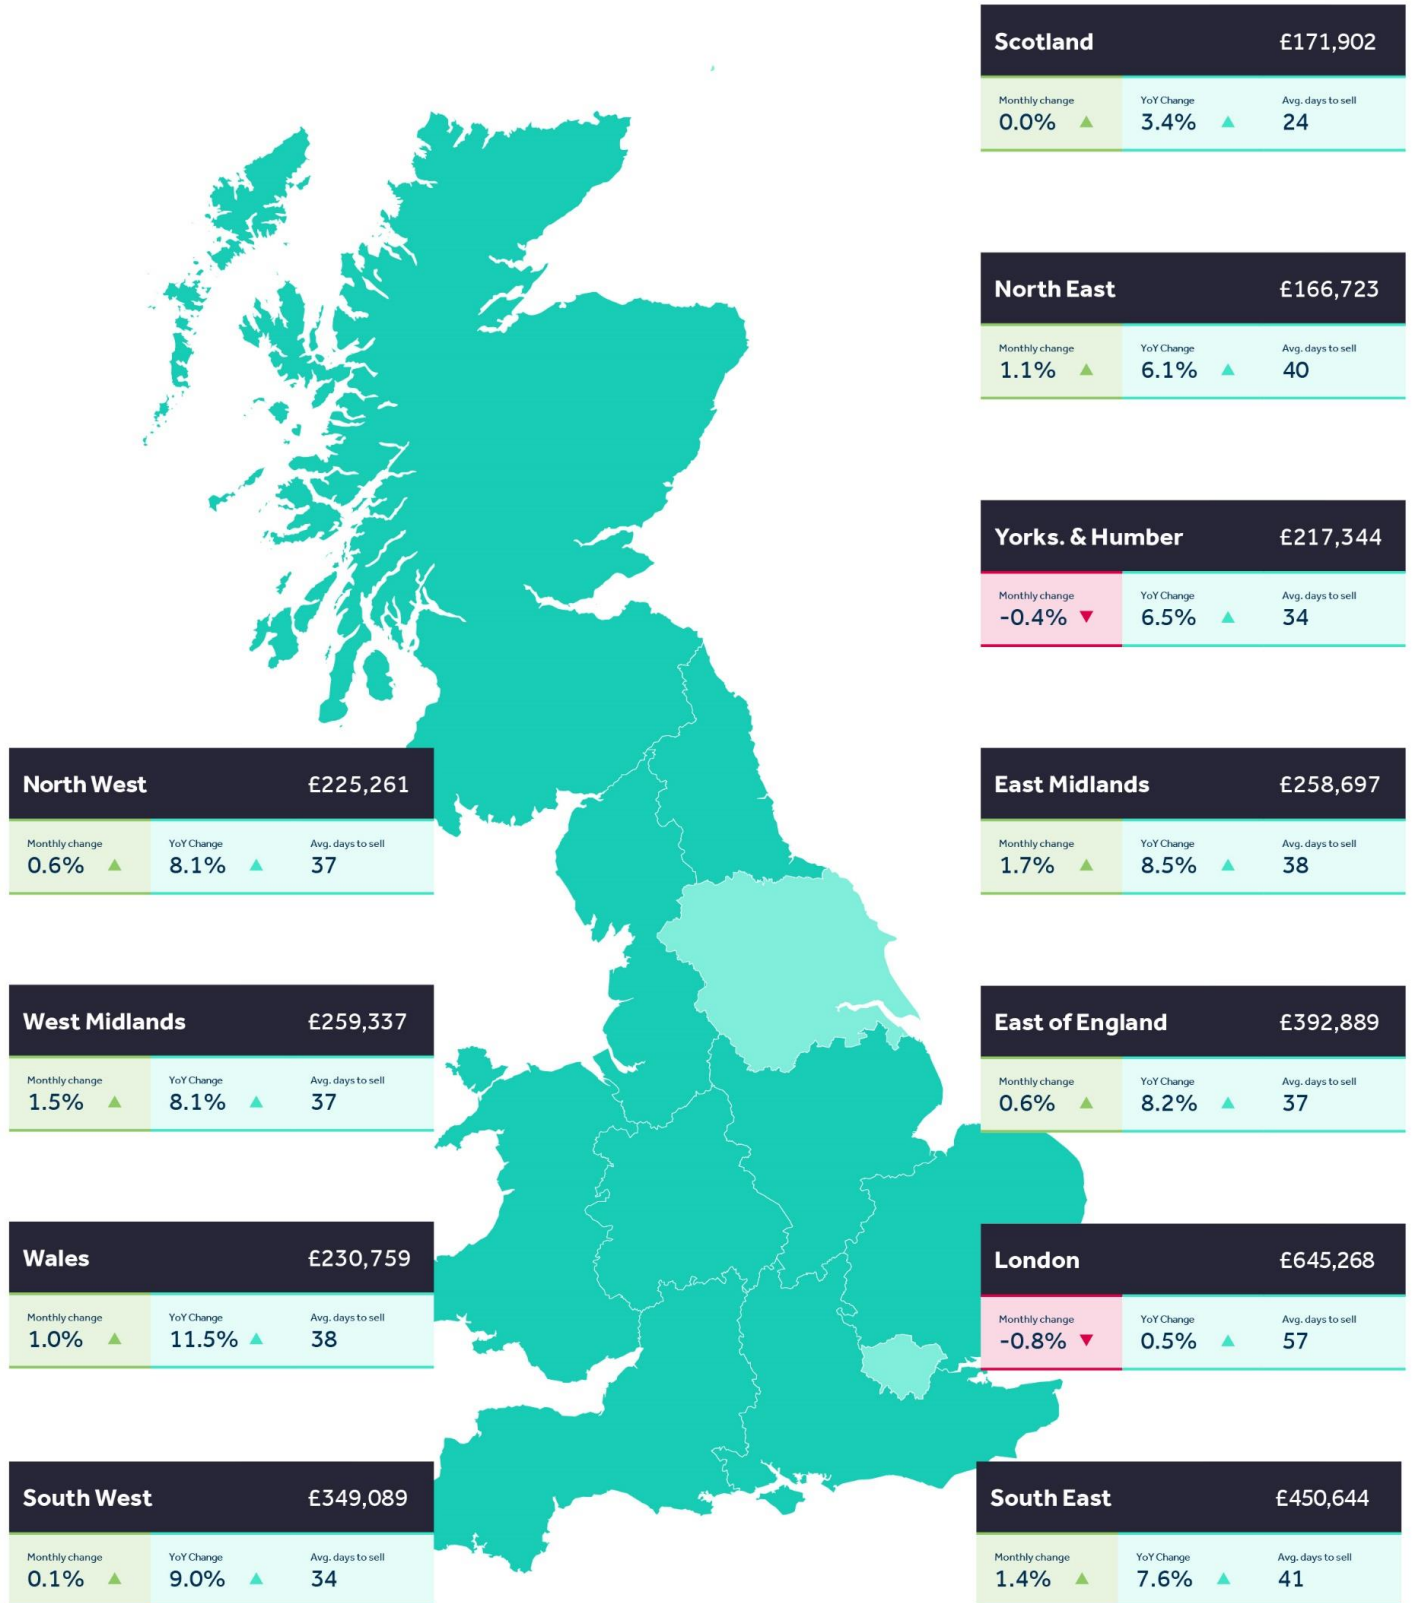 Scotland £171,902
Monthly change YoY Change Avg. days to sell
0.0% 3.4% 24
North East £166,723
Monthly change YoY Change Avg. days to sell
1.1% 6.1% 40
Yorks. & Humber £217,344
Monthly change YoY Change Avg. days to sell
-0.4% 6.5% 34
North West £225,261
Monthly change YoY Change Avg. days to sell
0.6% 8.1% 37
East Midlands £258,697
Monthly change YoY Change Avg. days to sell
1.7% 8.5% 38
West Midlands £259,337
Monthly change YoY Change Avg. days to sell
1.5% 8.1% 37
East of England £392,889
Monthly change YoY Change Avg. days to sell
0.6% 8.2% 37
Wales £230,759
Monthly change YoY Change Avg. days to sell
1.0% 11.5% 38
London £645,268
Monthly change YoY Change Avg. days to sell
-0.8% 0.5% 57
South West £349,089
Monthly change YoY Change Avg. days to sell
0.1% 9.0% 34
South East £450,644
Monthly change YoY Change Avg. days to sell
1.4% 7.6% 41